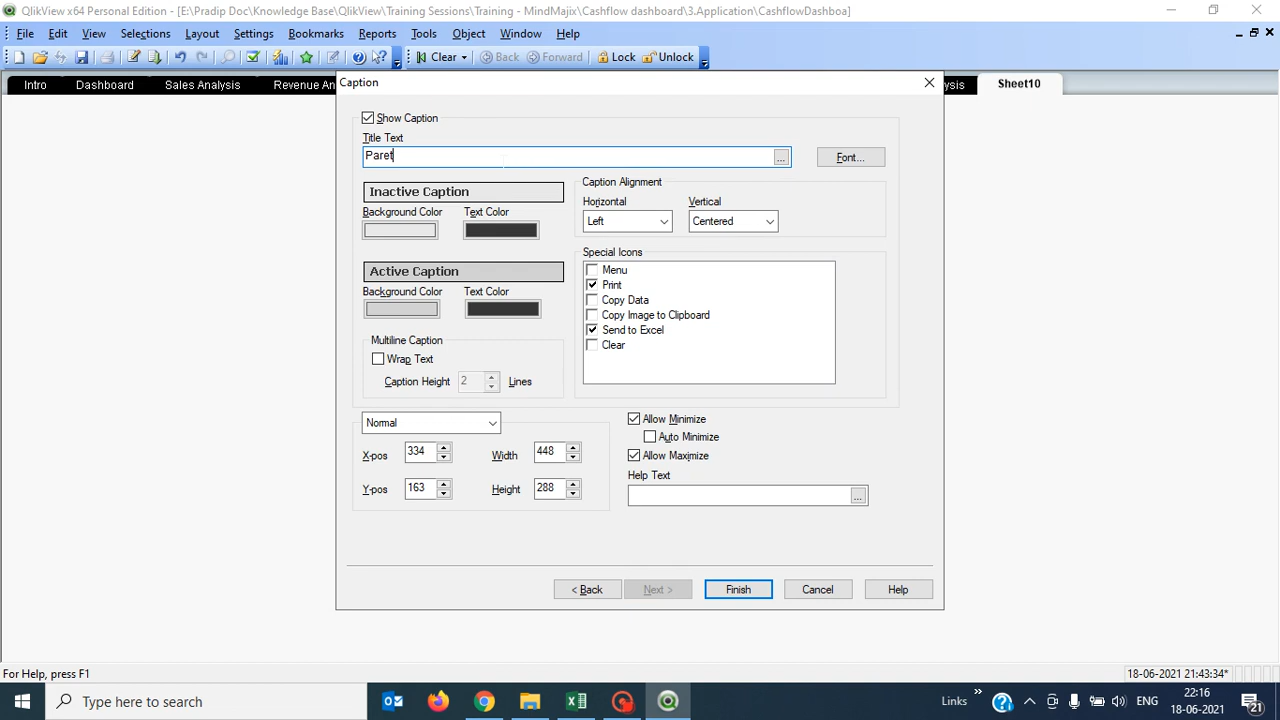 QlikView x64 Personal Edition - [E:\Pradip Doc\Knowledge Base\QlikView\Training Sessions\Training - MindMajix\Cashflow dashboard\3.Application\CashflowDashboa]
File Edit View Selections Layout Settings Bookmarks Reports Tools Object Window Help
Clear Back Forward Lock Unlock
Intro Dashboard Sales Analysis Revenue An ysis Sheet10
Caption
Show Caption
Title Text
Paret
...
Font...
Inactive Caption
Background Color Text Color
Caption Alignment
Horizontal Vertical
Left Centered
Special Icons
Menu
Print
Copy Data
Copy Image to Clipboard
Send to Excel
Clear
Active Caption
Background Color Text Color
Multiline Caption
Wrap Text
Caption Height 2 Lines
Normal
X-pos 334 Width 448
Y-pos 163 Height 288
Allow Minimize
Auto Minimize
Allow Maximize
Help Text
...
< Back Next > Finish Cancel Help
For Help, press F1
18-06-2021 21:43:34*
Type here to search
Links » ENG 22:16
18-06-2021
21